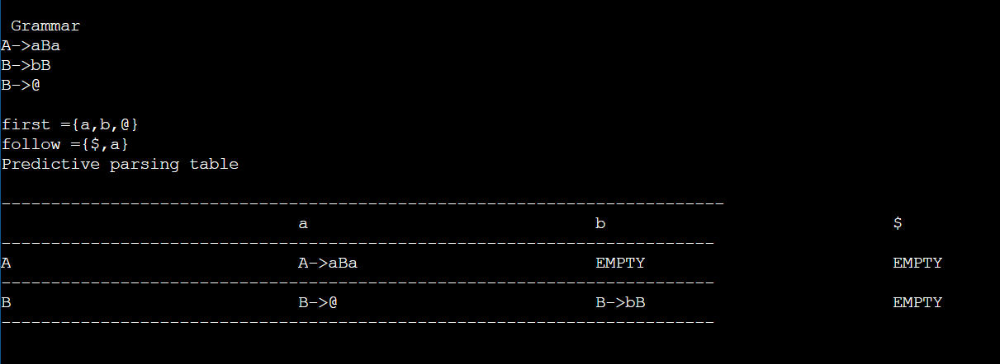 Grammar
A->aBa
B->bB
B->@
first ={a,b,@}
follow ={$,a}
Predictive parsing table
-------------------------------------------------------------------------
a b $
------------------------------------------------------------------------
A A->aBa EMPTY EMPTY
------------------------------------------------------------------------
B B->@ B->bB EMPTY
------------------------------------------------------------------------